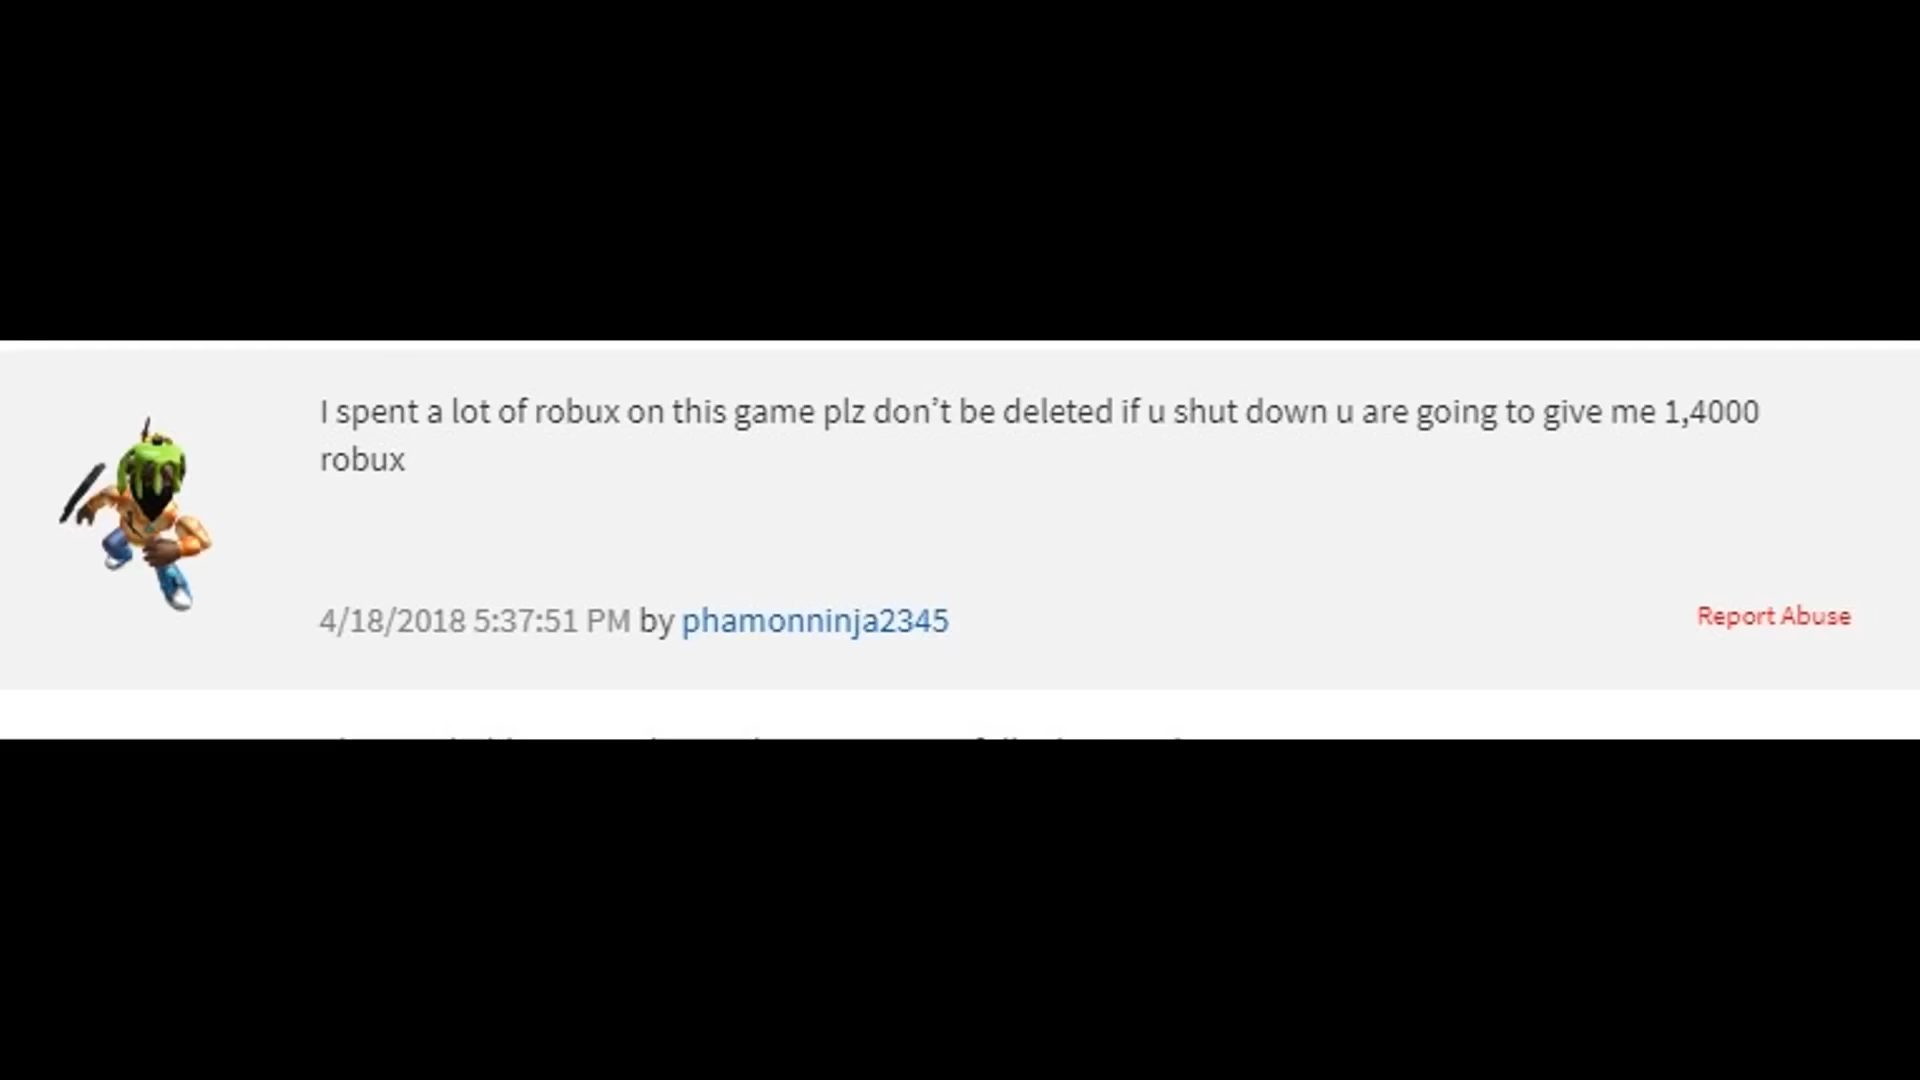 I spent a lot of robux on this game plz don’t be deleted if u shut down u are going to give me 1,4000
robux
4/18/2018 5:37:51 PM by phamonninja2345
Report Abuse